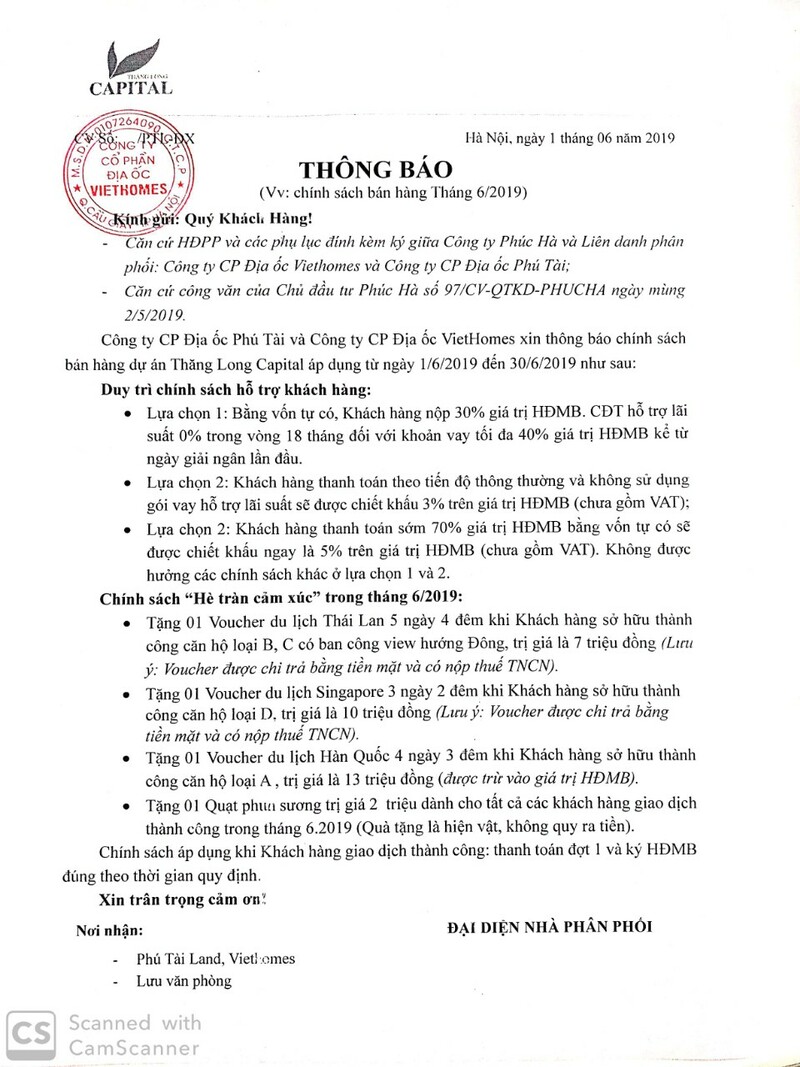 THANG LONG
CAPITAL
CV Số: /PTL-ĐX
Hà Nội, ngày 1 tháng 06 năm 2019
M.S.D.N:0107264090-C.T.C.P
CÔNG TY
CỔ PHẦN
ĐỊA ỐC
VIETHOMES
Q.CẦU GIẤY - TP HÀ NỘI
THÔNG BÁO
(Vv: chính sách bán hàng Tháng 6/2019)
Kính gửi: Quý Khách Hàng!
- Căn cứ HĐPP và các phụ lục đính kèm ký giữa Công ty Phúc Hà và Liên danh phân
phối: Công ty CP Địa ốc Viethomes và Công ty CP Địa ốc Phú Tài;
- Căn cứ công văn của Chủ đầu tư Phúc Hà số 97/CV-QTKD-PHUCHA ngày mùng
2/5/2019.
Công ty CP Địa ốc Phú Tài và Công ty CP Địa ốc VietHomes xin thông báo chính sách
bán hàng dự án Thăng Long Capital áp dụng từ ngày 1/6/2019 đến 30/6/2019 như sau:
Duy trì chính sách hỗ trợ khách hàng:
• Lựa chọn 1: Bằng vốn tự có, Khách hàng nộp 30% giá trị HĐMB. CĐT hỗ trợ lãi
suất 0% trong vòng 18 tháng đối với khoản vay tối đa 40% giá trị HĐMB kể từ
ngày giải ngân lần đầu.
• Lựa chọn 2: Khách hàng thanh toán theo tiến độ thông thường và không sử dụng
gói vay hỗ trợ lãi suất sẽ được chiết khấu 3% trên giá trị HĐMB (chưa gồm VAT);
• Lựa chọn 2: Khách hàng thanh toán sớm 70% giá trị HĐMB bằng vốn tự có sẽ
được chiết khấu ngay là 5% trên giá trị HĐMB (chưa gồm VAT). Không được
hưởng các chính sách khác ở lựa chọn 1 và 2.
Chính sách “Hè tràn cảm xúc” trong tháng 6/2019:
• Tặng 01 Voucher du lịch Thái Lan 5 ngày 4 đêm khi Khách hàng sở hữu thành
công căn hộ loại B, C có ban công view hướng Đông, trị giá là 7 triệu đồng (Lưu
ý: Voucher được chi trả bằng tiền mặt và có nộp thuế TNCN).
• Tặng 01 Voucher du lịch Singapore 3 ngày 2 đêm khi Khách hàng sở hữu thành
công căn hộ loại D, trị giá là 10 triệu đồng (Lưu ý: Voucher được chi trả bằng
tiền mặt và có nộp thuế TNCN).
• Tặng 01 Voucher du lịch Hàn Quốc 4 ngày 3 đêm khi Khách hàng sở hữu thành
công căn hộ loại A , trị giá là 13 triệu đồng (được trừ vào giá trị HĐMB).
• Tặng 01 Quạt phun sương trị giá 2 triệu dành cho tất cả các khách hàng giao dịch
thành công trong tháng 6.2019 (Quà tặng là hiện vật, không quy ra tiền).
Chính sách áp dụng khi Khách hàng giao dịch thành công: thanh toán đợt 1 và ký HĐMB
đúng theo thời gian quy định.
Xin trân trọng cảm ơn!
Nơi nhận:
ĐẠI DIỆN NHÀ PHÂN PHỐI
- Phú Tài Land, Viethomes
- Lưu văn phòng
CS Scanned with
CamScanner